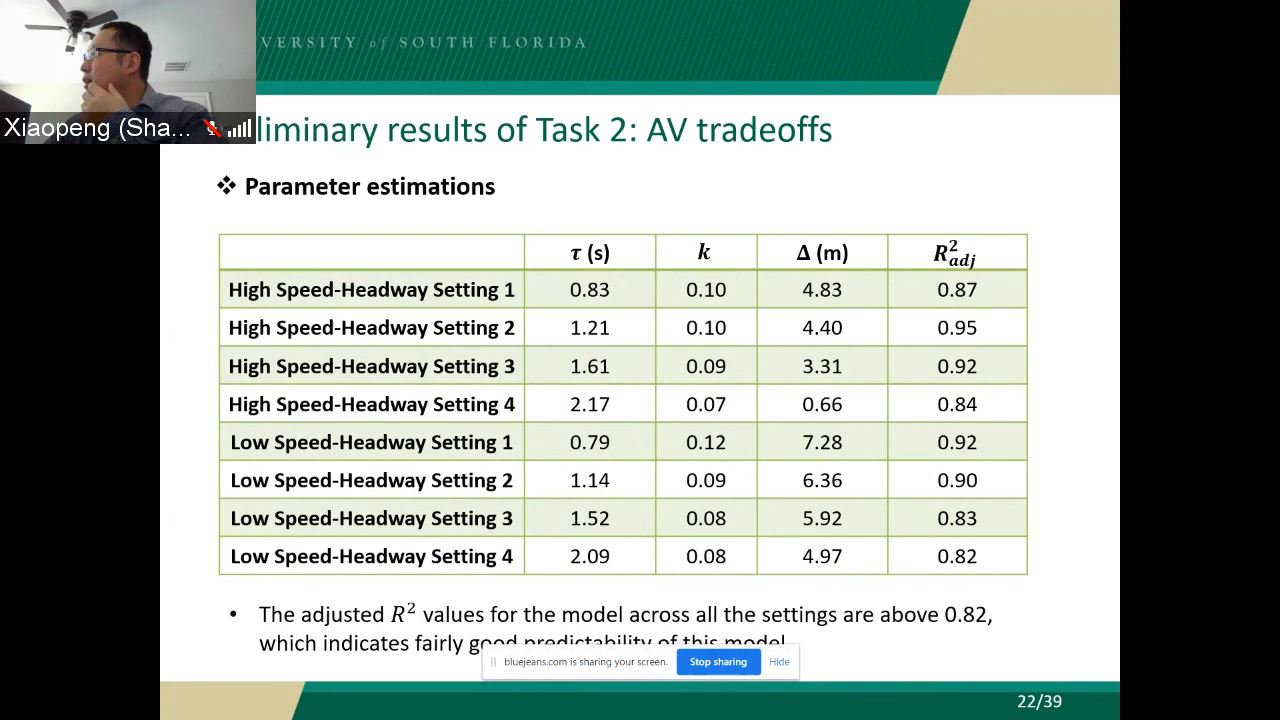 VERSITY of SOUTH FLORIDA
Xiaopeng (Sha...
liminary results of Task 2: AV tradeoffs
❖ Parameter estimations
τ (s) k Δ (m) R²adj
High Speed-Headway Setting 1 0.83 0.10 4.83 0.87
High Speed-Headway Setting 2 1.21 0.10 4.40 0.95
High Speed-Headway Setting 3 1.61 0.09 3.31 0.92
High Speed-Headway Setting 4 2.17 0.07 0.66 0.84
Low Speed-Headway Setting 1 0.79 0.12 7.28 0.92
Low Speed-Headway Setting 2 1.14 0.09 6.36 0.90
Low Speed-Headway Setting 3 1.52 0.08 5.92 0.83
Low Speed-Headway Setting 4 2.09 0.08 4.97 0.82
• The adjusted R² values for the model across all the settings are above 0.82,
which indicates fairly good predictability of this model
bluejeans.com is sharing your screen. Stop sharing Hide
22/39